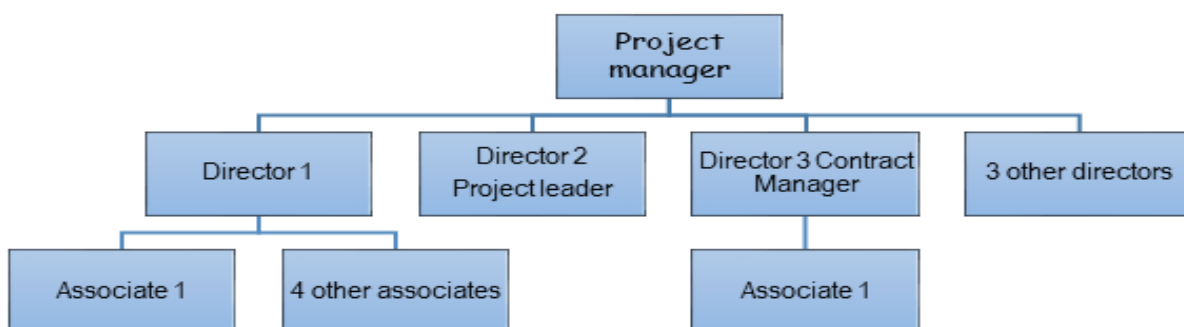 Project
manager
Director 1
Director 2
Project leader
Director 3 Contract
Manager
3 other directors
Associate 1
4 other associates
Associate 1